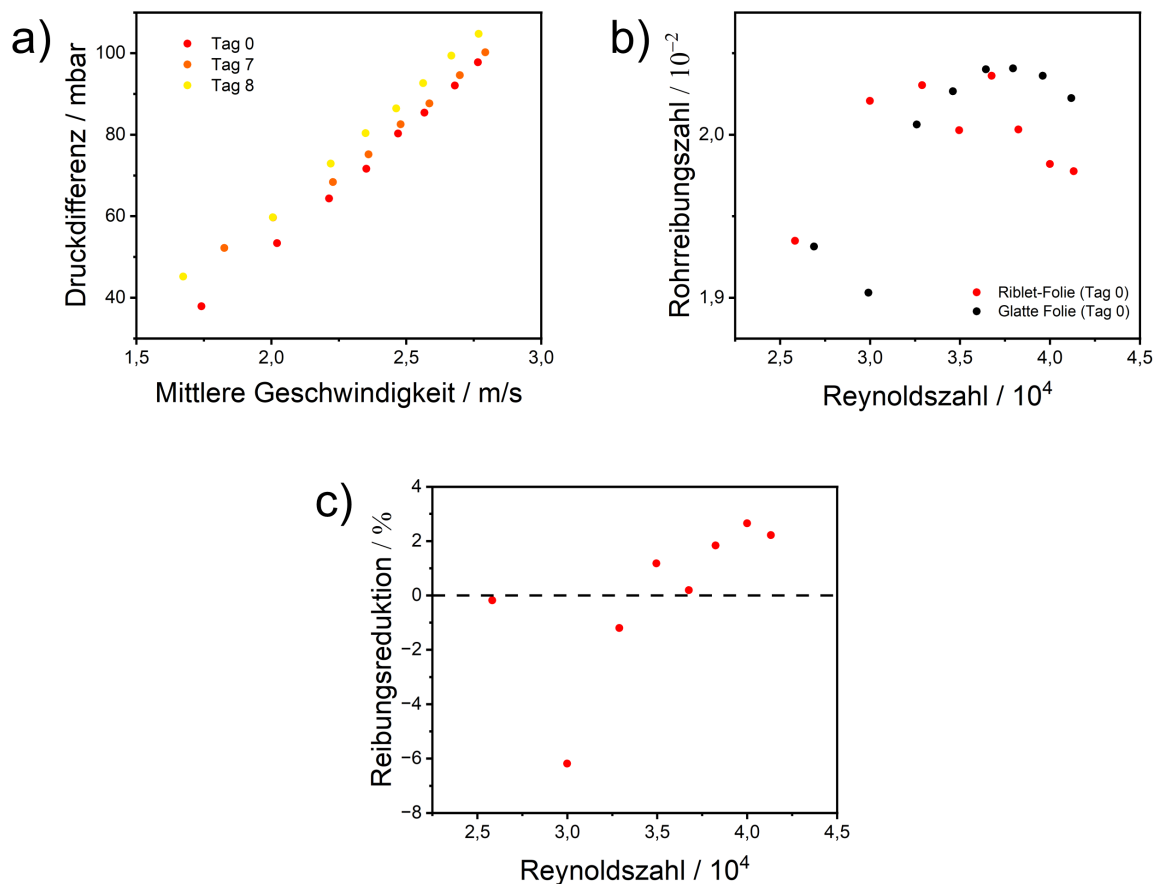 a)
Druckdifferenz / mbar
100
80
60
40
Tag 0
Tag 7
Tag 8
1,5
2,0
2,5
3,0
Mittlere Geschwindigkeit / m/s
b)
Rohrreibungszahl / 10⁻²
2,0
1,9
Riblet-Folie (Tag 0)
Glatte Folie (Tag 0)
2,5
3,0
3,5
4,0
4,5
Reynoldszahl / 10⁴
c)
Reibungsreduktion / %
4
2
0
−2
−4
−6
−8
2,5
3,0
3,5
4,0
4,5
Reynoldszahl / 10⁴